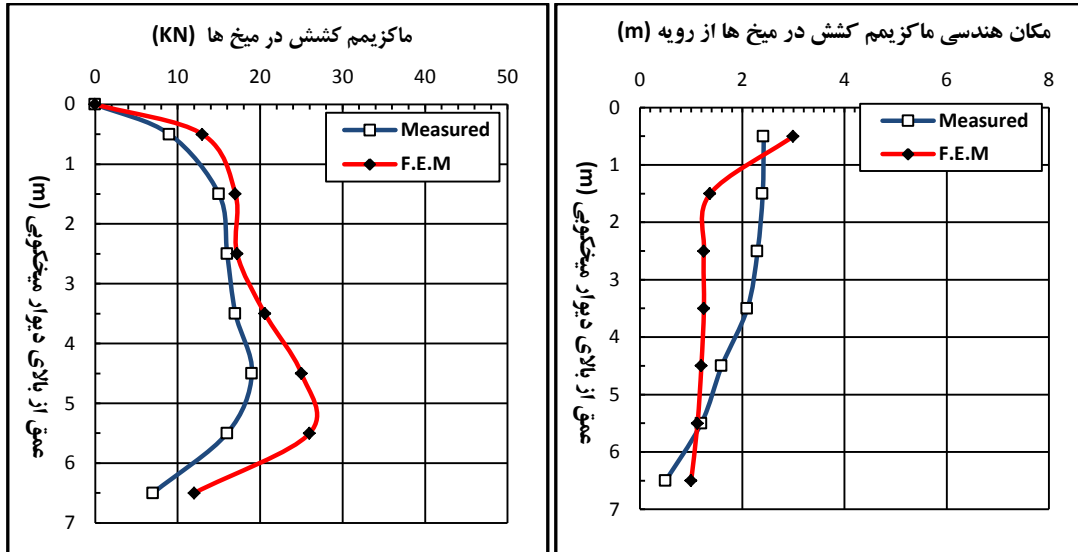 ماکزیمم کشش در میخ ها (KN)
0 10 20 30 40 50
0
1
2
3
4
5
6
7
عمق از بالای دیوار میخکوبی (m)
Measured
F.E.M
مکان هندسی ماکزیمم کشش در میخ ها از رویه (m)
0 2 4 6 8
0
1
2
3
4
5
6
7
عمق از بالای دیوار میخکوبی (m)
Measured
F.E.M